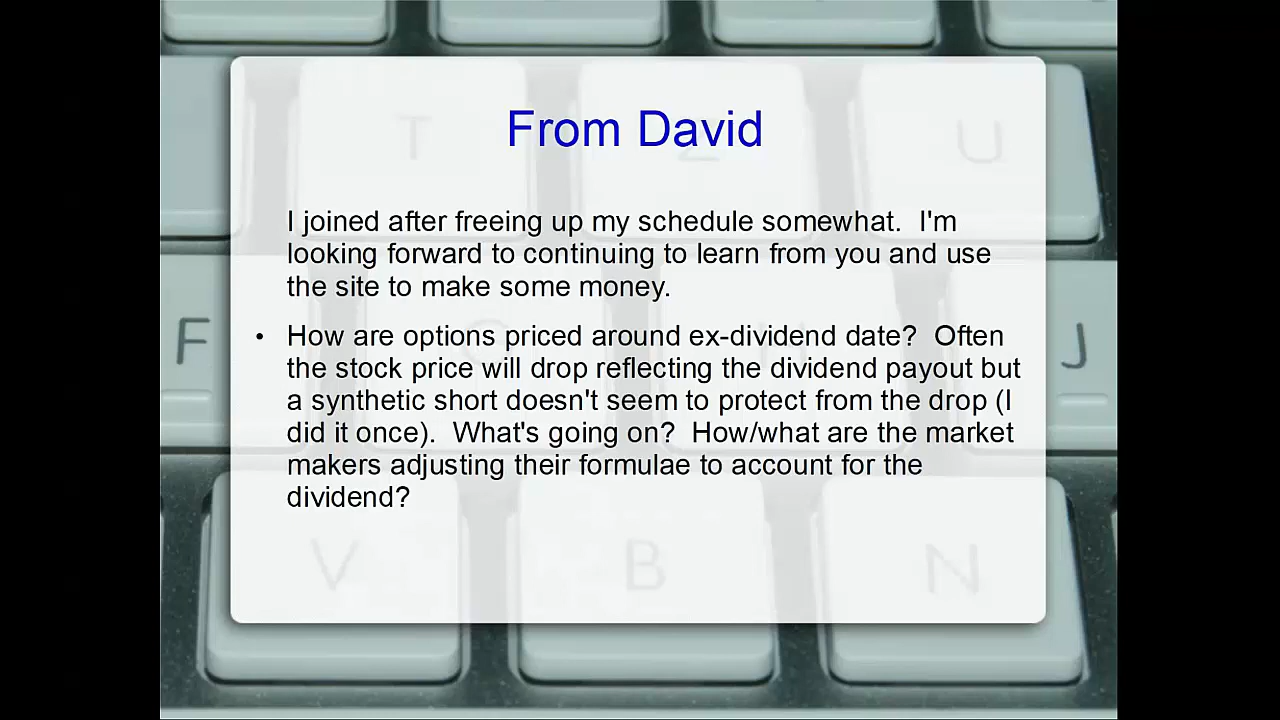 From David
I joined after freeing up my schedule somewhat.  I'm
looking forward to continuing to learn from you and use
the site to make some money.
• How are options priced around ex-dividend date?  Often
the stock price will drop reflecting the dividend payout but
a synthetic short doesn't seem to protect from the drop (I
did it once).  What's going on?  How/what are the market
makers adjusting their formulae to account for the
dividend?
T Z U
F G H J
V B N